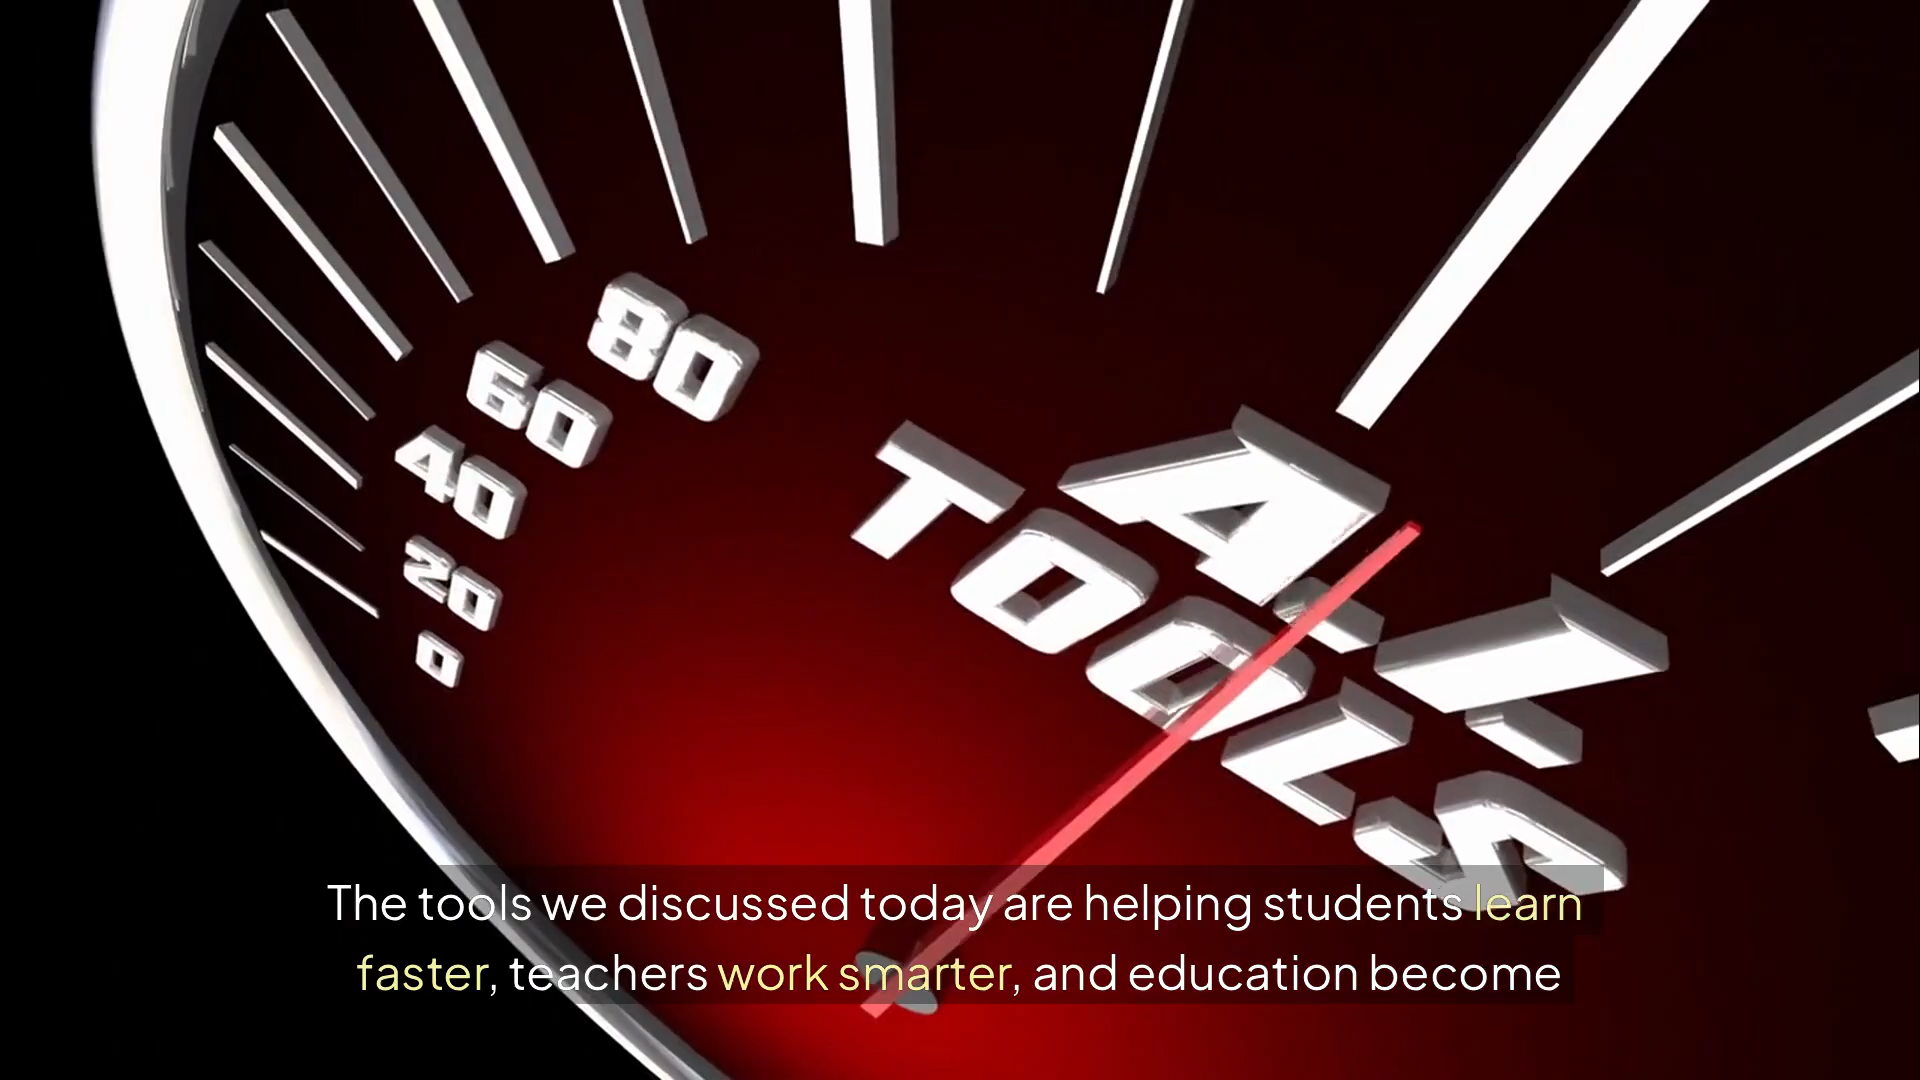 80
60
40
20
0
A.I.
TOOLS
The tools we discussed today are helping students learn
faster, teachers work smarter, and education become